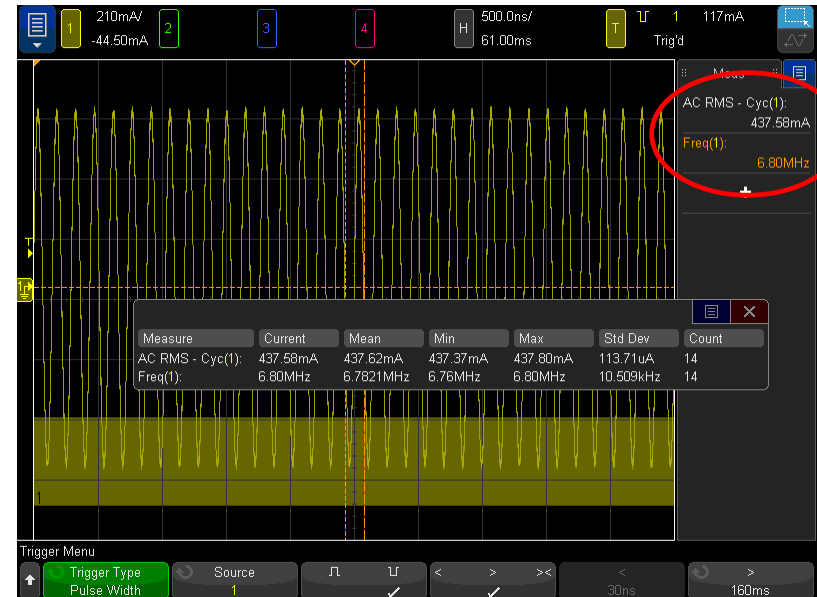 1
210mA/
-44.50mA
2
3
4
H
500.0ns/
61.00ms
T
1
117mA
Trig'd
Meas
AC RMS - Cyc(1):
437.58mA
Freq(1):
6.80MHz
+
T
1
Measure Current Mean Min Max Std Dev Count
AC RMS - Cyc(1): 437.58mA 437.62mA 437.37mA 437.80mA 113.71uA 14
Freq(1): 6.80MHz 6.7821MHz 6.76MHz 6.80MHz 10.509kHz 14
1
Trigger Menu
Trigger Type
Pulse Width
Source
1
< > ><
<
30ns
>
160ms